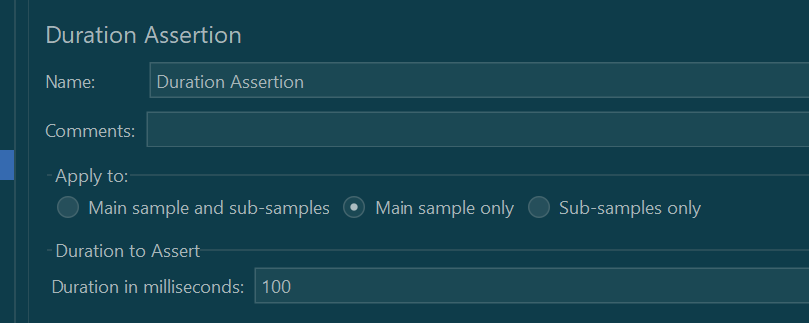 Duration Assertion
Name: Duration Assertion
Comments:
Apply to:
Main sample and sub-samples Main sample only Sub-samples only
Duration to Assert
Duration in milliseconds: 100